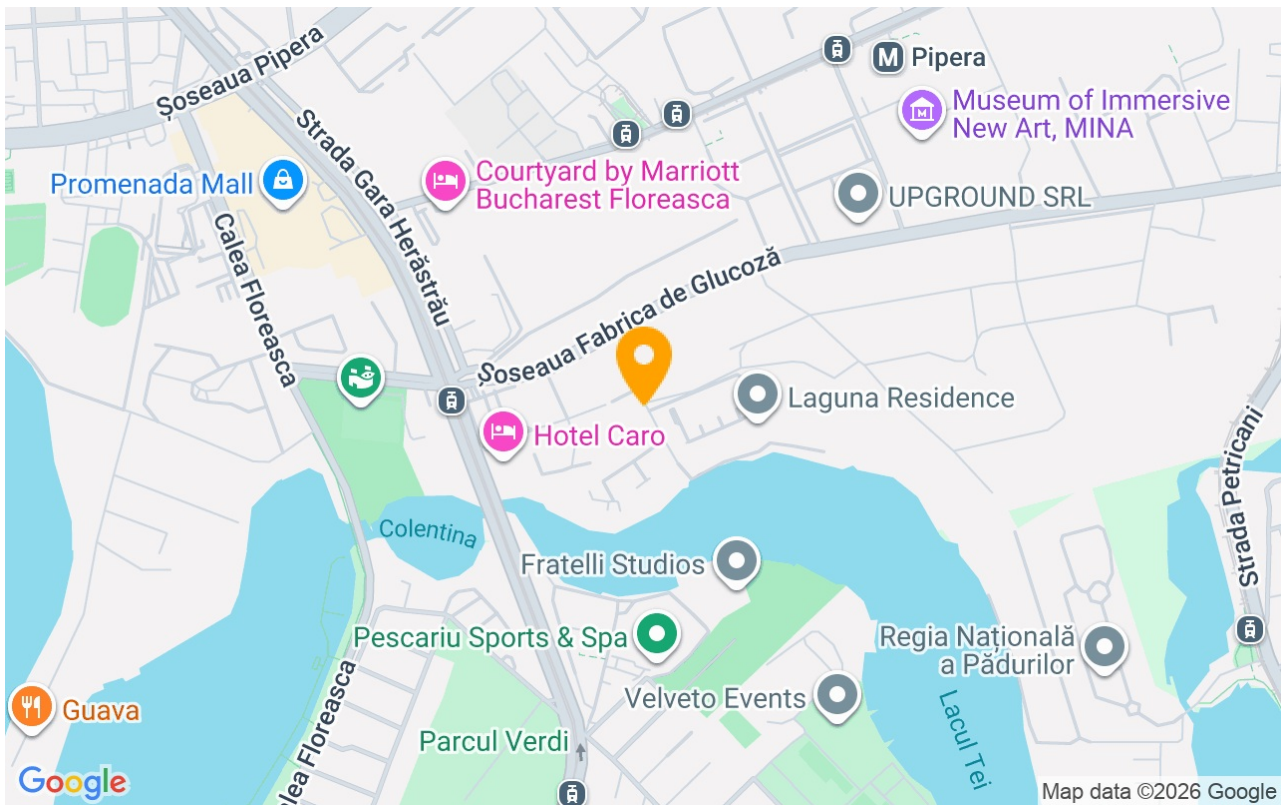 Șoseaua Pipera
M Pipera
Museum of Immersive
New Art, MINA
Strada Gara Herăstrău
Promenada Mall
Courtyard by Marriott
Bucharest Floreasca
UPGROUND SRL
Calea Floreasca
Șoseaua Fabrica de Glucoză
Laguna Residence
Hotel Caro
Strada Petricani
Colentina
Fratelli Studios
Pescariu Sports & Spa
Regia Națională
a Pădurilor
Velveto Events
Guava
Calea Floreasca
Parcul Verdi
Lacul Tei
Google
Map data ©2026 Google